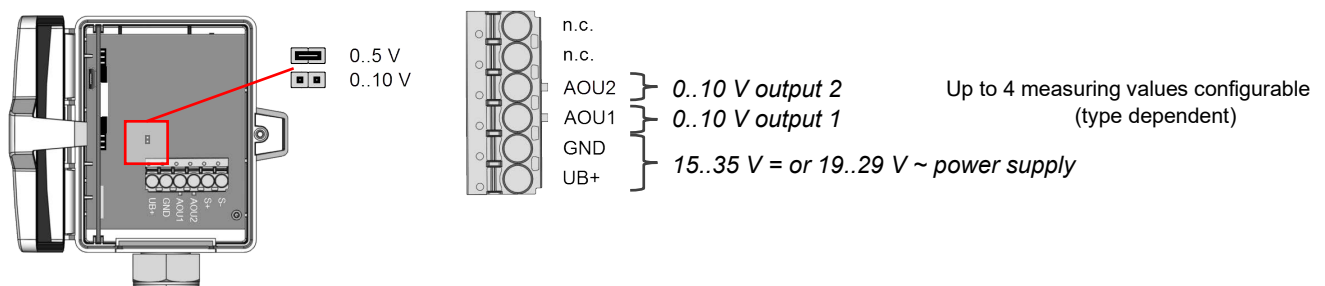 0..5 V
0..10 V
UB+
GND
AOU1
AOU2
S+
S-
n.c.
n.c.
AOU2
0..10 V output 2
AOU1
0..10 V output 1
GND
UB+
15..35 V = or 19..29 V ~ power supply
Up to 4 measuring values configurable
(type dependent)